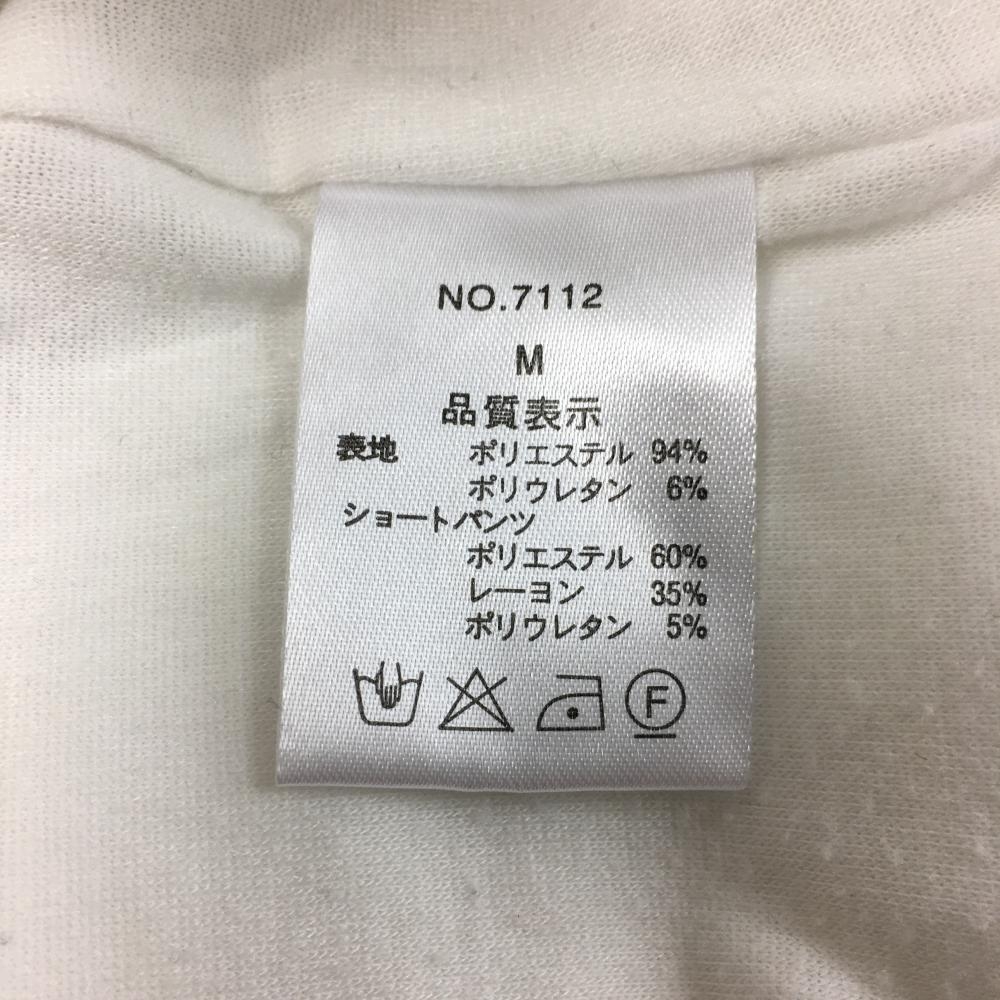 NO.7112
M
品質表示
表地 ポリエステル 94%
ポリウレタン 6%
ショートパンツ
ポリエステル 60%
レーヨン 35%
ポリウレタン 5%
F